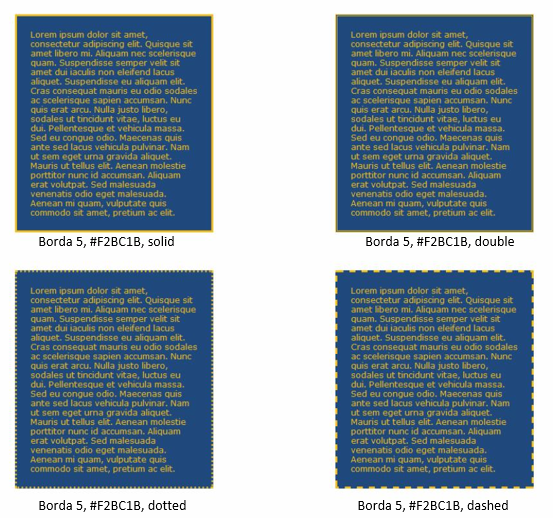 Lorem ipsum dolor sit amet,
consectetur adipiscing elit. Quisque sit
amet libero mi. Aliquam nec scelerisque
quam. Suspendisse semper velit sit
amet dui iaculis non eleifend lacus
aliquet. Suspendisse eu aliquam elit.
Cras consequat mauris eu odio sodales
ac scelerisque sapien accumsan. Nunc
quis erat arcu. Nulla justo libero,
sodales ut tincidunt vitae, luctus eu
dui. Pellentesque et vehicula massa.
Sed eu congue odio. Maecenas quis
ante sed lacus vehicula pulvinar. Nam
ut sem eget urna gravida aliquet.
Mauris ut tellus elit. Aenean molestie
porttitor nunc id accumsan. Aliquam
erat volutpat. Sed malesuada
venenatis odio eget malesuada.
Aenean mi quam, vulputate quis
commodo sit amet, pretium ac elit.
Borda 5, #F2BC1B, solid
Lorem ipsum dolor sit amet,
consectetur adipiscing elit. Quisque sit
amet libero mi. Aliquam nec scelerisque
quam. Suspendisse semper velit sit
amet dui iaculis non eleifend lacus
aliquet. Suspendisse eu aliquam elit.
Cras consequat mauris eu odio sodales
ac scelerisque sapien accumsan. Nunc
quis erat arcu. Nulla justo libero,
sodales ut tincidunt vitae, luctus eu
dui. Pellentesque et vehicula massa.
Sed eu congue odio. Maecenas quis
ante sed lacus vehicula pulvinar. Nam
ut sem eget urna gravida aliquet.
Mauris ut tellus elit. Aenean molestie
porttitor nunc id accumsan. Aliquam
erat volutpat. Sed malesuada
venenatis odio eget malesuada.
Aenean mi quam, vulputate quis
commodo sit amet, pretium ac elit.
Borda 5, #F2BC1B, double
Lorem ipsum dolor sit amet,
consectetur adipiscing elit. Quisque sit
amet libero mi. Aliquam nec scelerisque
quam. Suspendisse semper velit sit
amet dui iaculis non eleifend lacus
aliquet. Suspendisse eu aliquam elit.
Cras consequat mauris eu odio sodales
ac scelerisque sapien accumsan. Nunc
quis erat arcu. Nulla justo libero,
sodales ut tincidunt vitae, luctus eu
dui. Pellentesque et vehicula massa.
Sed eu congue odio. Maecenas quis
ante sed lacus vehicula pulvinar. Nam
ut sem eget urna gravida aliquet.
Mauris ut tellus elit. Aenean molestie
porttitor nunc id accumsan. Aliquam
erat volutpat. Sed malesuada
venenatis odio eget malesuada.
Aenean mi quam, vulputate quis
commodo sit amet, pretium ac elit.
Borda 5, #F2BC1B, dotted
Lorem ipsum dolor sit amet,
consectetur adipiscing elit. Quisque sit
amet libero mi. Aliquam nec scelerisque
quam. Suspendisse semper velit sit
amet dui iaculis non eleifend lacus
aliquet. Suspendisse eu aliquam elit.
Cras consequat mauris eu odio sodales
ac scelerisque sapien accumsan. Nunc
quis erat arcu. Nulla justo libero,
sodales ut tincidunt vitae, luctus eu
dui. Pellentesque et vehicula massa.
Sed eu congue odio. Maecenas quis
ante sed lacus vehicula pulvinar. Nam
ut sem eget urna gravida aliquet.
Mauris ut tellus elit. Aenean molestie
porttitor nunc id accumsan. Aliquam
erat volutpat. Sed malesuada
venenatis odio eget malesuada.
Aenean mi quam, vulputate quis
commodo sit amet, pretium ac elit.
Borda 5, #F2BC1B, dashed